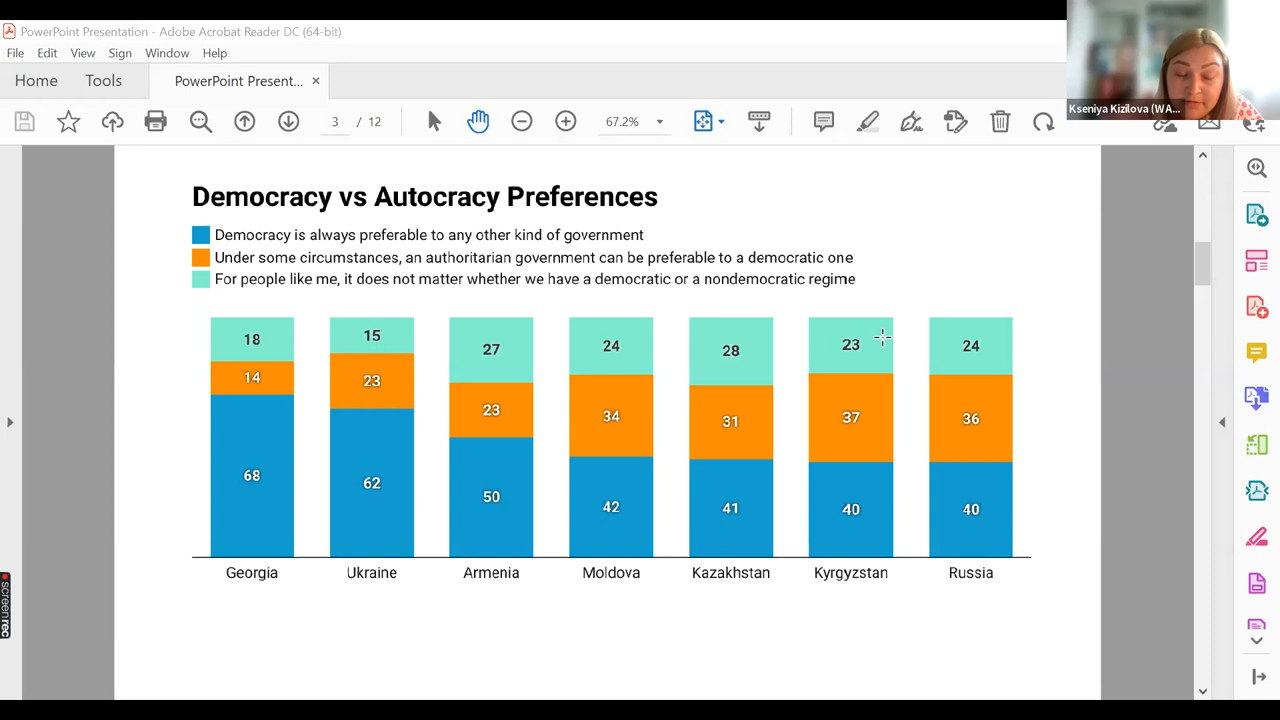 PowerPoint Presentation - Adobe Acrobat Reader DC (64-bit)
File Edit View Sign Window Help
Home Tools PowerPoint Present... ×
3 / 12 67.2%
Kseniya Kizilova (WA...
Democracy vs Autocracy Preferences
Democracy is always preferable to any other kind of government
Under some circumstances, an authoritarian government can be preferable to a democratic one
For people like me, it does not matter whether we have a democratic or a nondemocratic regime
18 15 27 24 28 23 24
14 23 23 34 31 37 36
68 62 50 42 41 40 40
Georgia Ukraine Armenia Moldova Kazakhstan Kyrgyzstan Russia
screenrec